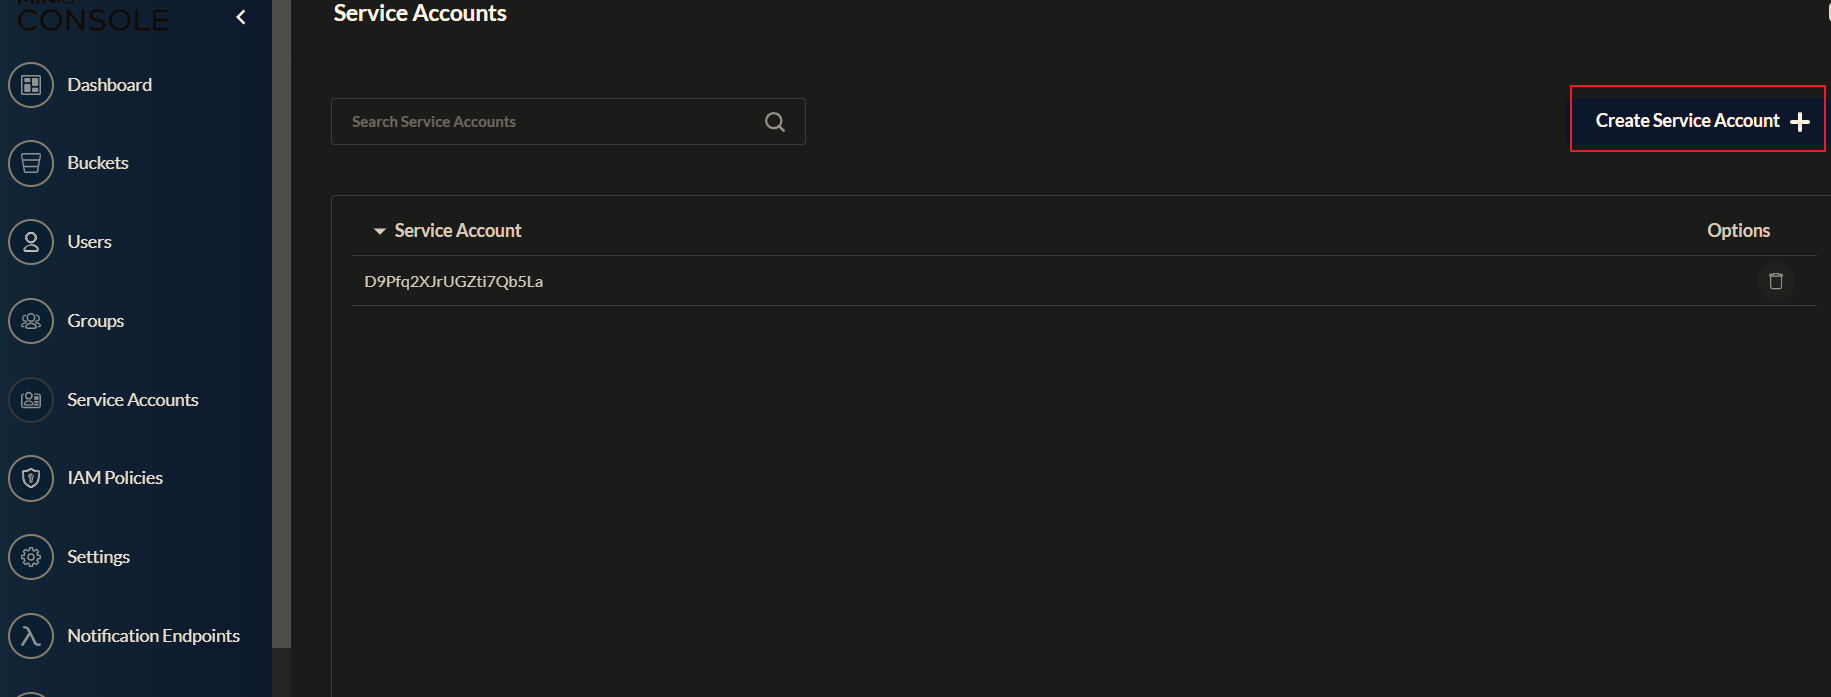 CONSOLE
Service Accounts
Dashboard
Search Service Accounts
Create Service Account
Buckets
Service Account
Options
Users
D9Pfq2XJrUGZti7Qb5La
Groups
Service Accounts
IAM Policies
Settings
Notification Endpoints